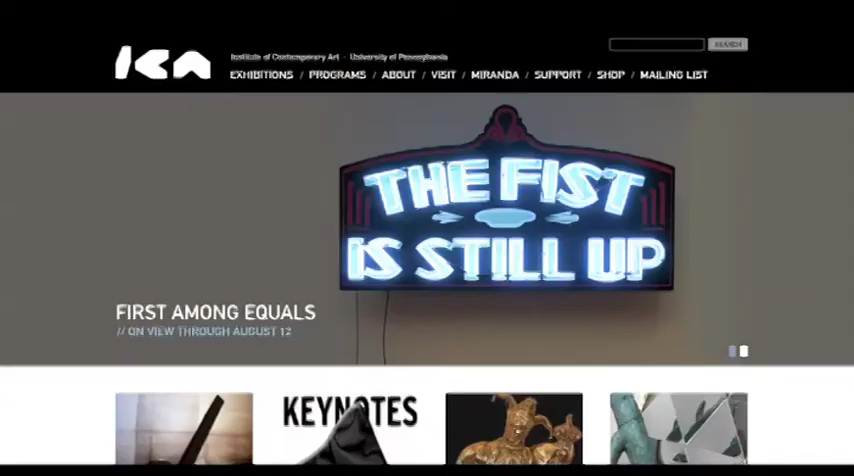 ICA
SEARCH
Institute of Contemporary Art - University of Pennsylvania
EXHIBITIONS / PROGRAMS / ABOUT / VISIT / MIRANDA / SUPPORT / SHOP / MAILING LIST
THE FIST
IS STILL UP
FIRST AMONG EQUALS
// ON VIEW THROUGH AUGUST 12
KEYNOTES